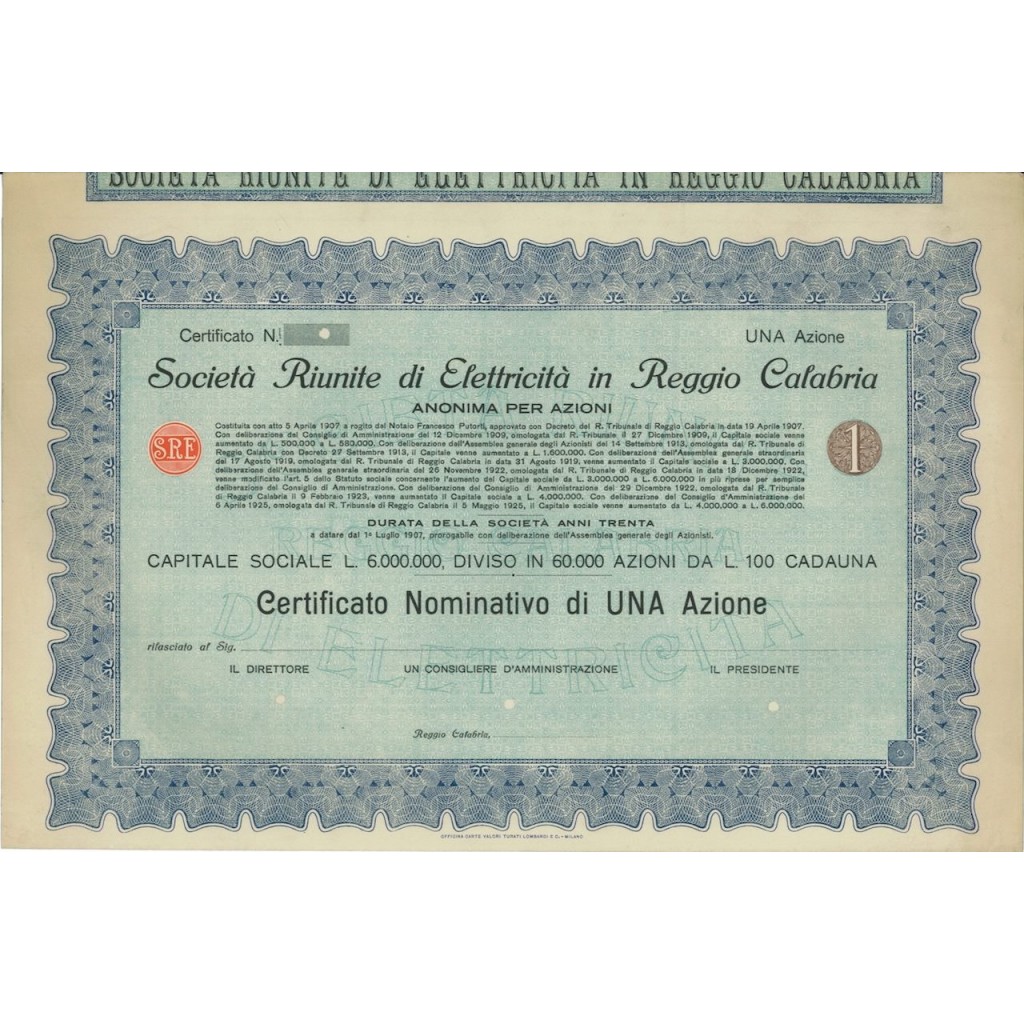 SOCIETÀ RIUNITE DI ELETTRICITÀ IN REGGIO CALABRIA
Certificato N.
UNA Azione
Società Riunite di Elettricità in Reggio Calabria
ANONIMA PER AZIONI
SRE
1
Costituita con atto 5 Aprile 1907 a rogito del Notaio Francesco Putortì, approvato con Decreto del R. Tribunale di Reggio Calabria in data 19 Aprile 1907.
Con deliberazione del Consiglio di Amministrazione del 12 Dicembre 1909, omologata dal R. Tribunale il 27 Dicembre 1909, il Capitale sociale venne
aumentato da L. 500.000 a L. 583.000. Con deliberazione dell'Assemblea generale degli Azionisti del 14 Settembre 1913, omologata dal R. Tribunale di
Reggio Calabria con Decreto 27 Settembre 1913, il Capitale venne aumentato a L. 1.600.000. Con deliberazione dell'Assemblea generale straordinaria
del 17 Agosto 1919, omologata dal R. Tribunale di Reggio Calabria in data 31 Agosto 1919, venne aumentato il Capitale sociale a L. 3.000.000. Con
deliberazione dell'Assemblea generale straordinaria del 26 Novembre 1922, omologata dal R. Tribunale di Reggio Calabria in data 18 Dicembre 1922,
venne modificato l'art. 5 dello Statuto sociale concernente l'aumento del Capitale sociale da L. 3.000.000 a L. 6.000.000 in più riprese per semplice
deliberazione del Consiglio di Amministrazione. Con deliberazione del Consiglio di Amministrazione del 29 Dicembre 1922, omologata dal R. Tribunale
di Reggio Calabria il 9 Febbraio 1923, venne aumentato il Capitale sociale a L. 4.000.000. Con deliberazione del Consiglio d'Amministrazione del
6 Aprile 1925, omologata dal R. Tribunale di Reggio Calabria il 5 Maggio 1925, il Capitale sociale venne aumentato da L. 4.000.000 a L. 6.000.000.
DURATA DELLA SOCIETÀ ANNI TRENTA
a datare dal 1º Luglio 1907, prorogabile con deliberazione dell'Assemblea generale degli Azionisti.
REGGIO CALABRIA
CAPITALE SOCIALE L. 6.000.000, DIVISO IN 60.000 AZIONI DA L. 100 CADAUNA
Certificato Nominativo di UNA Azione
DI ELETTRICITÀ
rilasciato al Sig.
IL DIRETTORE
UN CONSIGLIERE D'AMMINISTRAZIONE
IL PRESIDENTE
Reggio Calabria,
OFFICINA CARTE VALORI TURATI LOMBARDI E C. - MILANO